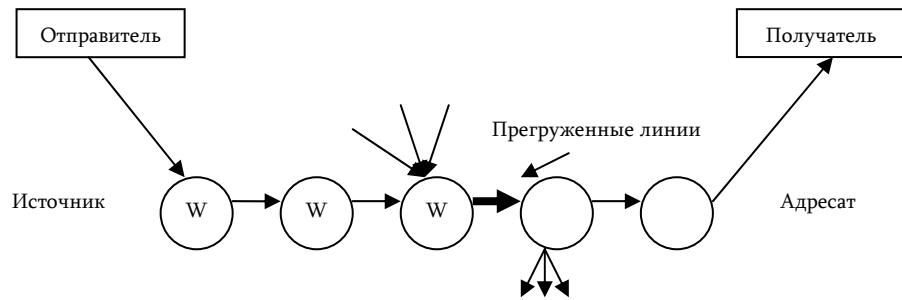 Отправитель
Получатель
Прегруженные линии
Источник
W
W
W
Адресат